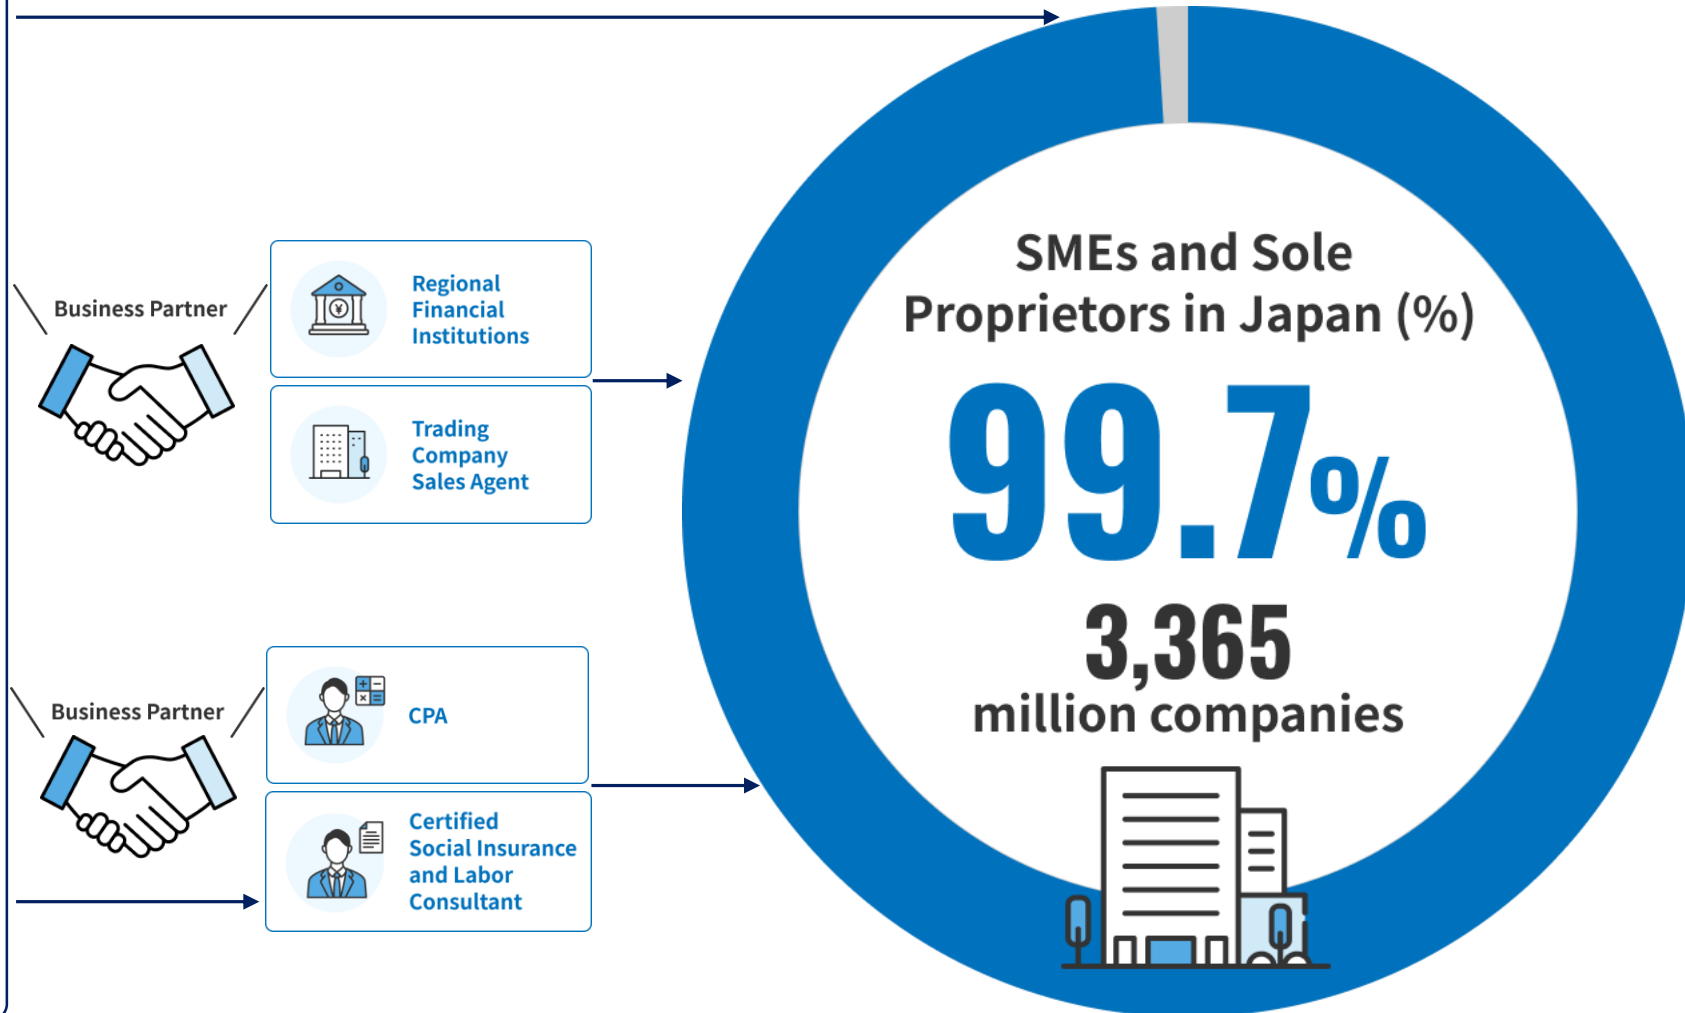 Business Partner
Regional
Financial
Institutions
Trading
Company
Sales Agent
Business Partner
CPA
Certified
Social Insurance
and Labor
Consultant
SMEs and Sole
Proprietors in Japan (%)
99.7%
3,365
million companies